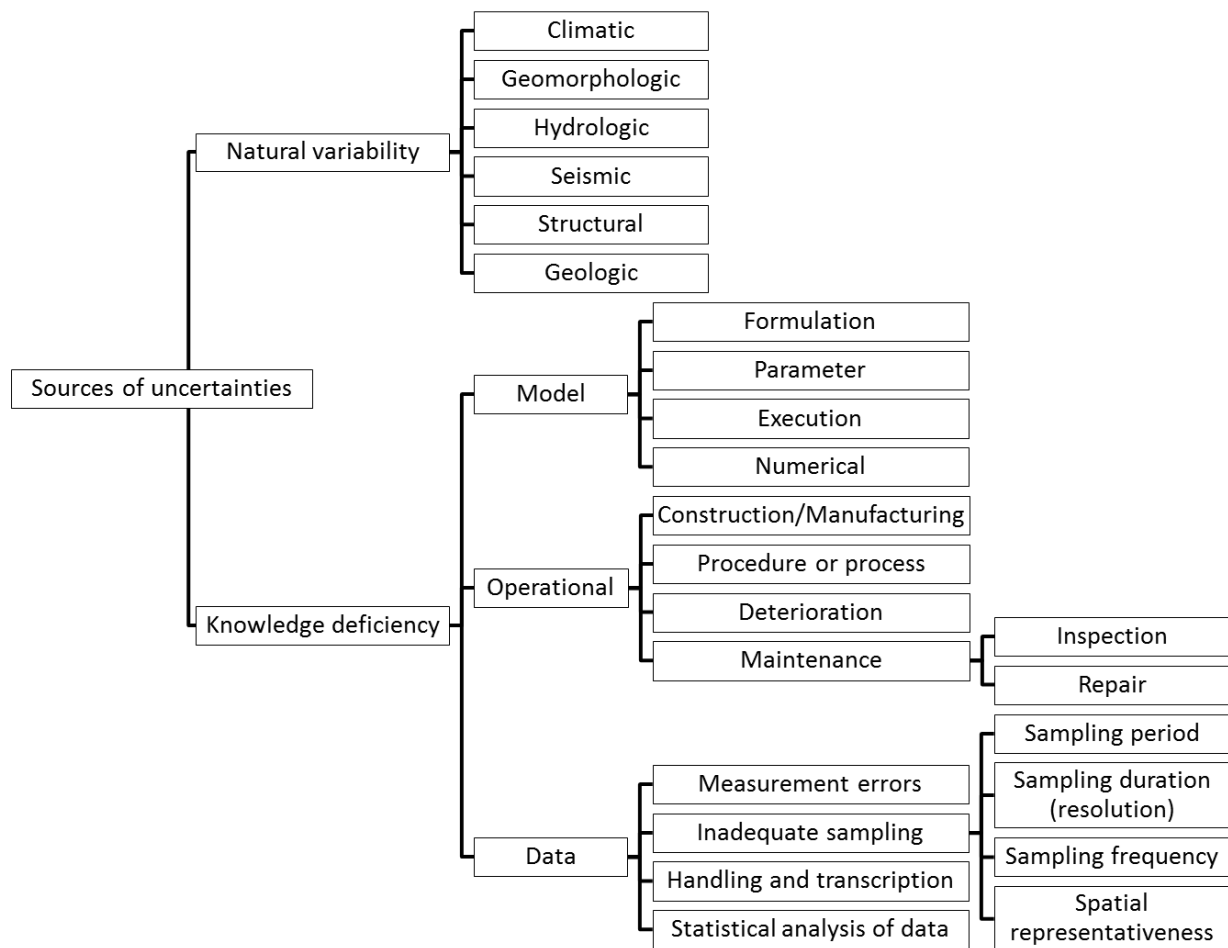 Climatic
Geomorphologic
Hydrologic
Natural variability
Seismic
Structural
Geologic
Formulation
Sources of uncertainties
Parameter
Model
Execution
Numerical
Construction/Manufacturing
Procedure or process
Operational
Deterioration
Knowledge deficiency
Maintenance
Inspection
Repair
Sampling period
Measurement errors
Sampling duration
(resolution)
Inadequate sampling
Data
Sampling frequency
Handling and transcription
Statistical analysis of data
Spatial
representativeness